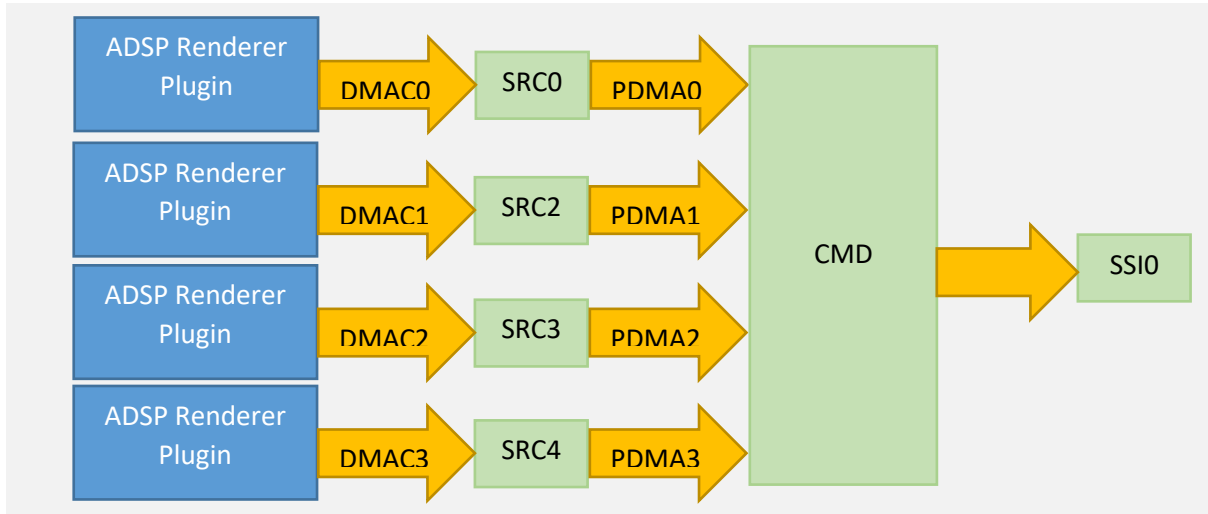 ADSP Renderer
Plugin
DMAC0
SRC0
PDMA0
ADSP Renderer
Plugin
DMAC1
SRC2
PDMA1
CMD
SSI0
ADSP Renderer
Plugin
DMAC2
SRC3
PDMA2
ADSP Renderer
Plugin
DMAC3
SRC4
PDMA3